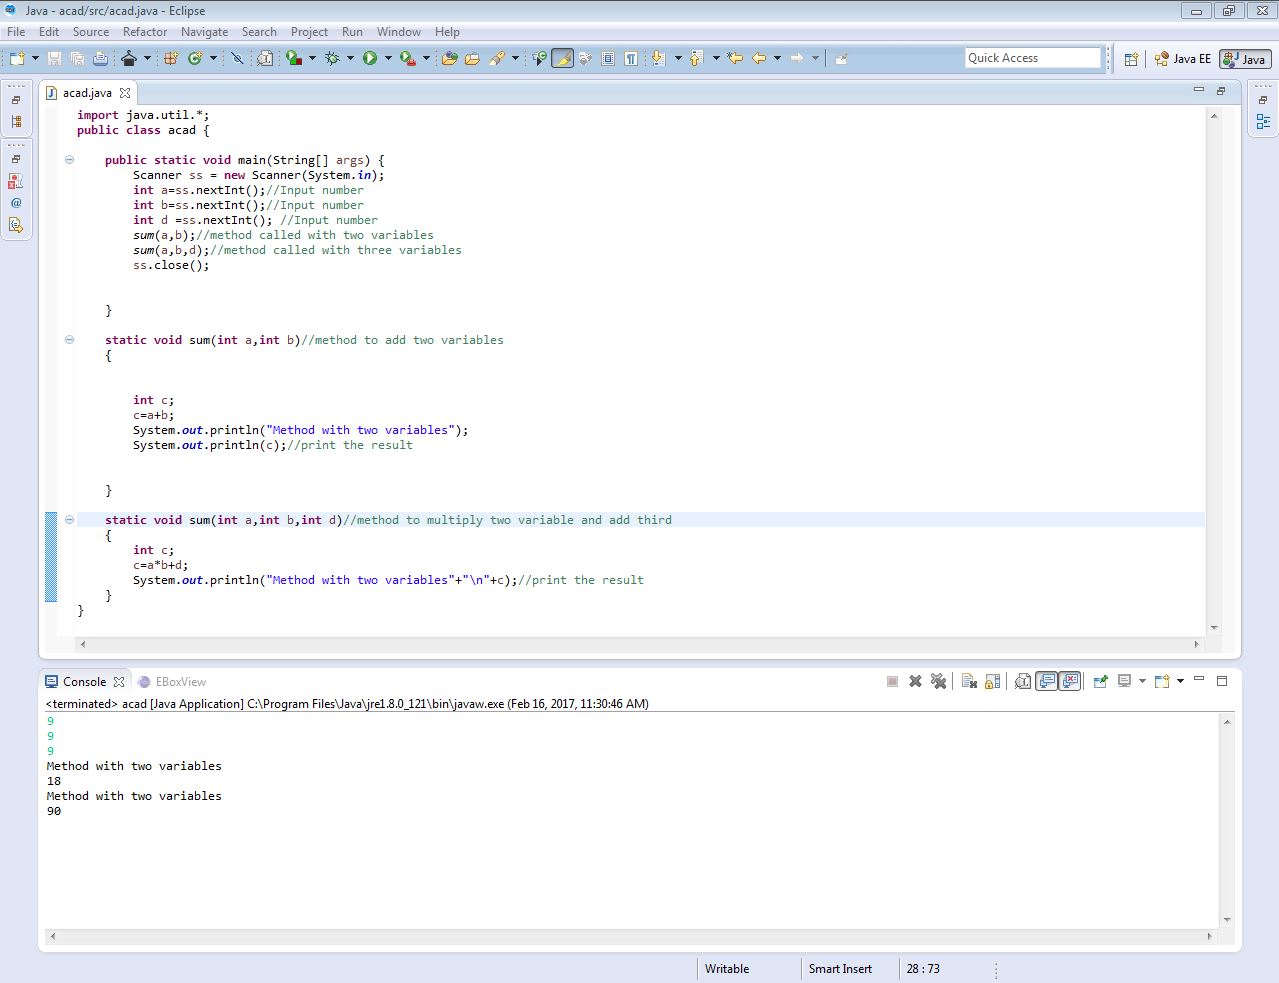 Java - acad/src/acad.java - Eclipse
File Edit Source Refactor Navigate Search Project Run Window Help
Quick Access
Java EE
Java
acad.java
import java.util.*;
public class acad {
public static void main(String[] args) {
Scanner ss = new Scanner(System.in);
int a=ss.nextInt();//Input number
int b=ss.nextInt();//Input number
int d =ss.nextInt(); //Input number
sum(a,b);//method called with two variables
sum(a,b,d);//method called with three variables
ss.close();
}
static void sum(int a,int b)//method to add two variables
{
int c;
c=a+b;
System.out.println("Method with two variables");
System.out.println(c);//print the result
}
static void sum(int a,int b,int d)//method to multiply two variable and add third
{
int c;
c=a*b+d;
System.out.println("Method with two variables"+"\n"+c);//print the result
}
}
Console EBoxView
<terminated> acad [Java Application] C:\Program Files\Java\jre1.8.0_121\bin\javaw.exe (Feb 16, 2017, 11:30:46 AM)
9
9
9
Method with two variables
18
Method with two variables
90
Writable Smart Insert 28 : 73